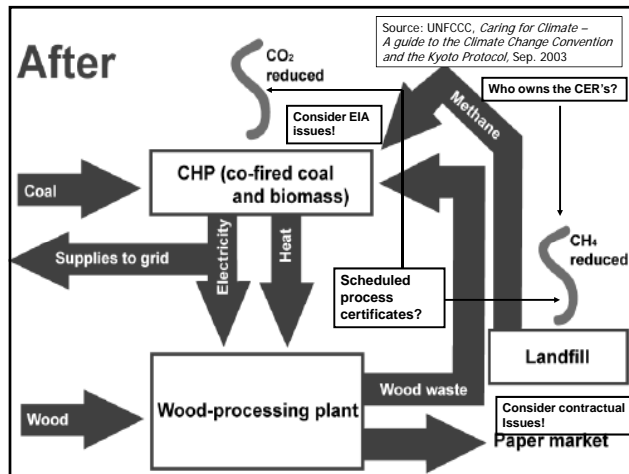 After
CO₂
reduced
Source: UNFCCC, Caring for Climate –
A guide to the Climate Change Convention
and the Kyoto Protocol, Sep. 2003
Who owns the CER's?
Methane
Consider EIA
issues!
CHP (co-fired coal
and biomass)
Coal
Supplies to grid
Electricity
Heat
CH₄
reduced
Scheduled
process
certificates?
Landfill
Wood-processing plant
Wood waste
Wood
Consider contractual
Issues!
Paper market